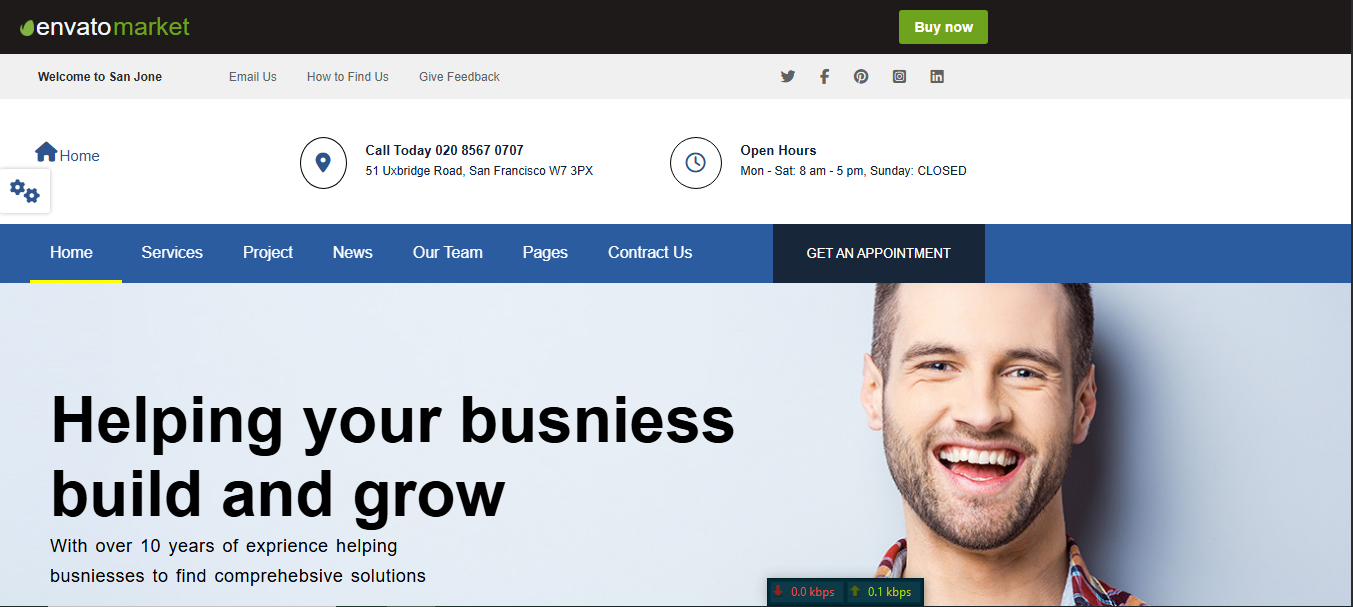 envatomarket
Buy now
Welcome to San Jone
Email Us
How to Find Us
Give Feedback
Home
Call Today 020 8567 0707
51 Uxbridge Road, San Francisco W7 3PX
Open Hours
Mon - Sat: 8 am - 5 pm, Sunday: CLOSED
Home
Services
Project
News
Our Team
Pages
Contract Us
GET AN APPOINTMENT
Helping your busniess
build and grow
With over 10 years of exprience helping
busniesses to find comprehebsive solutions
0.0 kbps
0.1 kbps